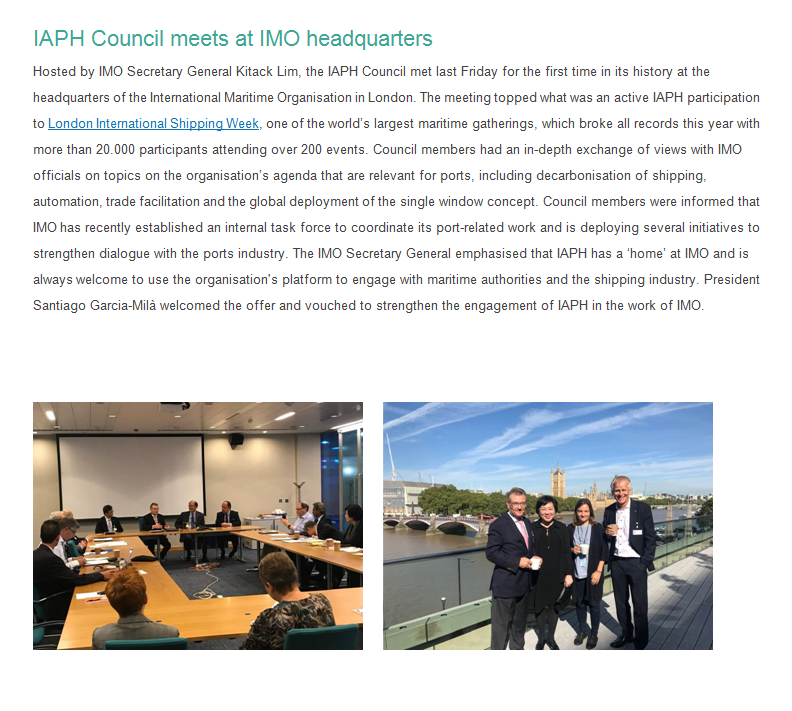 IAPH Council meets at IMO headquarters
Hosted by IMO Secretary General Kitack Lim, the IAPH Council met last Friday for the first time in its history at the
headquarters of the International Maritime Organisation in London. The meeting topped what was an active IAPH participation
to London International Shipping Week, one of the world's largest maritime gatherings, which broke all records this year with
more than 20.000 participants attending over 200 events. Council members had an in-depth exchange of views with IMO
officials on topics on the organisation's agenda that are relevant for ports, including decarbonisation of shipping,
automation, trade facilitation and the global deployment of the single window concept. Council members were informed that
IMO has recently established an internal task force to coordinate its port-related work and is deploying several initiatives to
strengthen dialogue with the ports industry. The IMO Secretary General emphasised that IAPH has a ‘home’ at IMO and is
always welcome to use the organisation's platform to engage with maritime authorities and the shipping industry. President
Santiago Garcia-Milà welcomed the offer and vouched to strengthen the engagement of IAPH in the work of IMO.